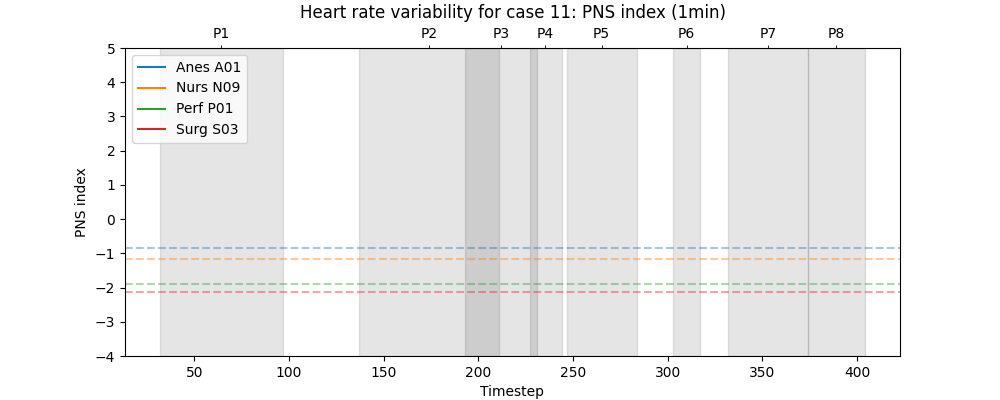 Heart rate variability for case 11: PNS index (1min)
P1 P2 P3 P4 P5 P6 P7 P8
Anes A01
Nurs N09
Perf P01
Surg S03
PNS index
5
4
3
2
1
0
−1
−2
−3
−4
50 100 150 200 250 300 350 400
Timestep